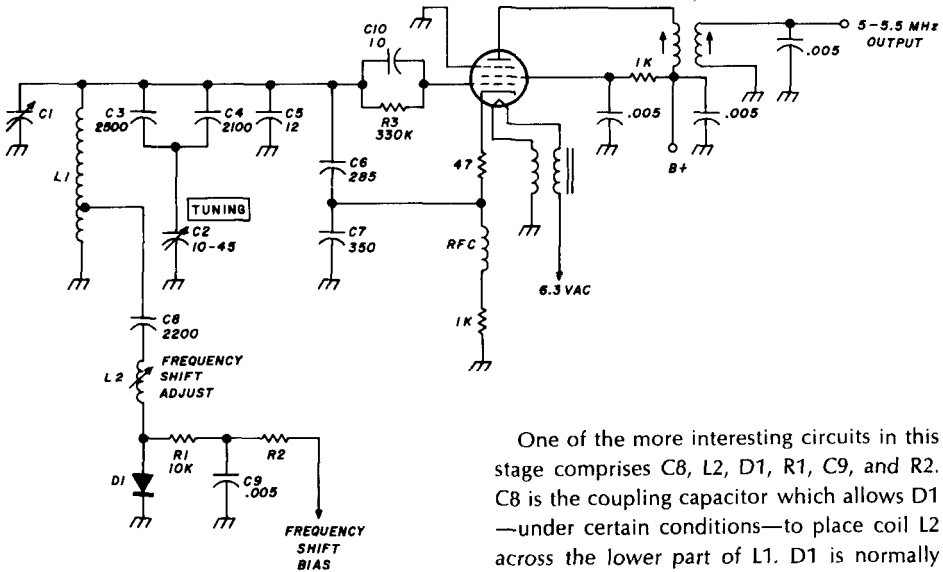 C10
10
5-5.5 MHz
OUTPUT
.005
1K
C1
C3
2500
C4
2100
C5
12
R3
330K
.005
.005
L1
C6
285
47
B+
TUNING
C2
10-45
C7
350
RFC
6.3 VAC
1K
C8
2200
L2
FREQUENCY
SHIFT
ADJUST
R1
10K
R2
D1
C9
.005
FREQUENCY
SHIFT
BIAS
One of the more interesting circuits in this
stage comprises C8, L2, D1, R1, C9, and R2.
C8 is the coupling capacitor which allows D1
—under certain conditions—to place coil L2
across the lower part of L1. D1 is normally